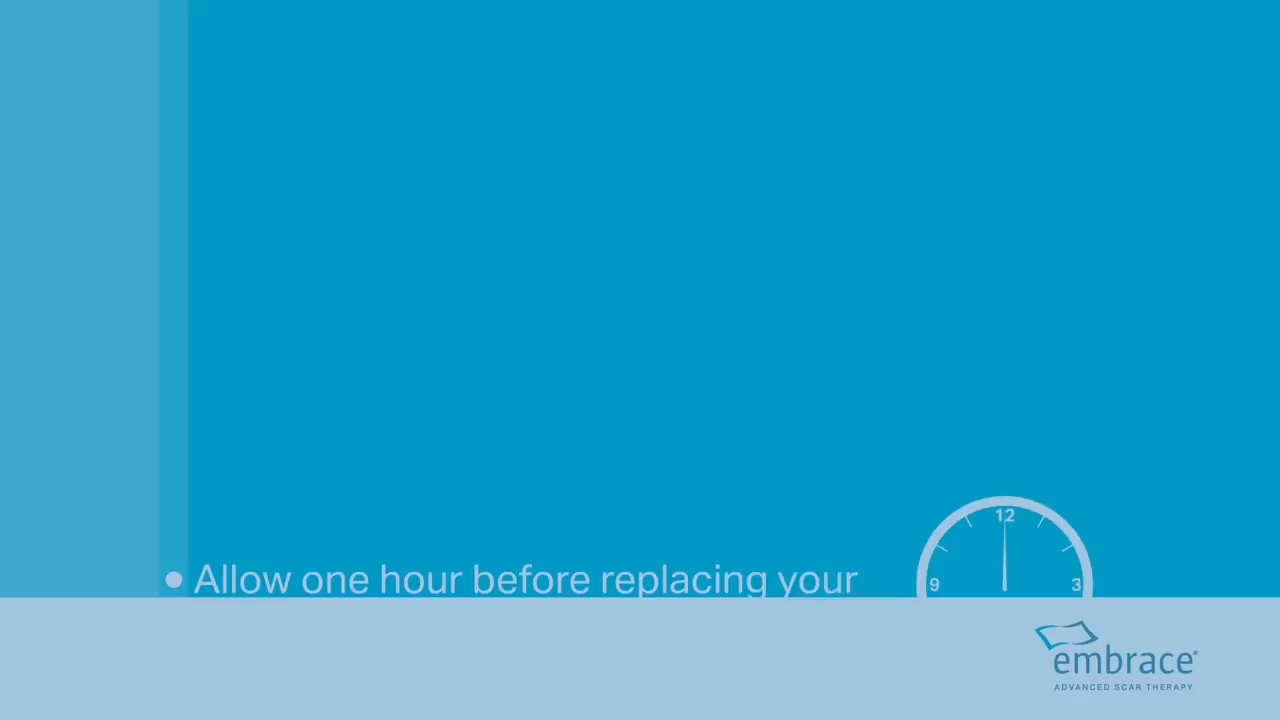 12
• Allow one hour before replacing your
9 3
embrace®
ADVANCED SCAR THERAPY